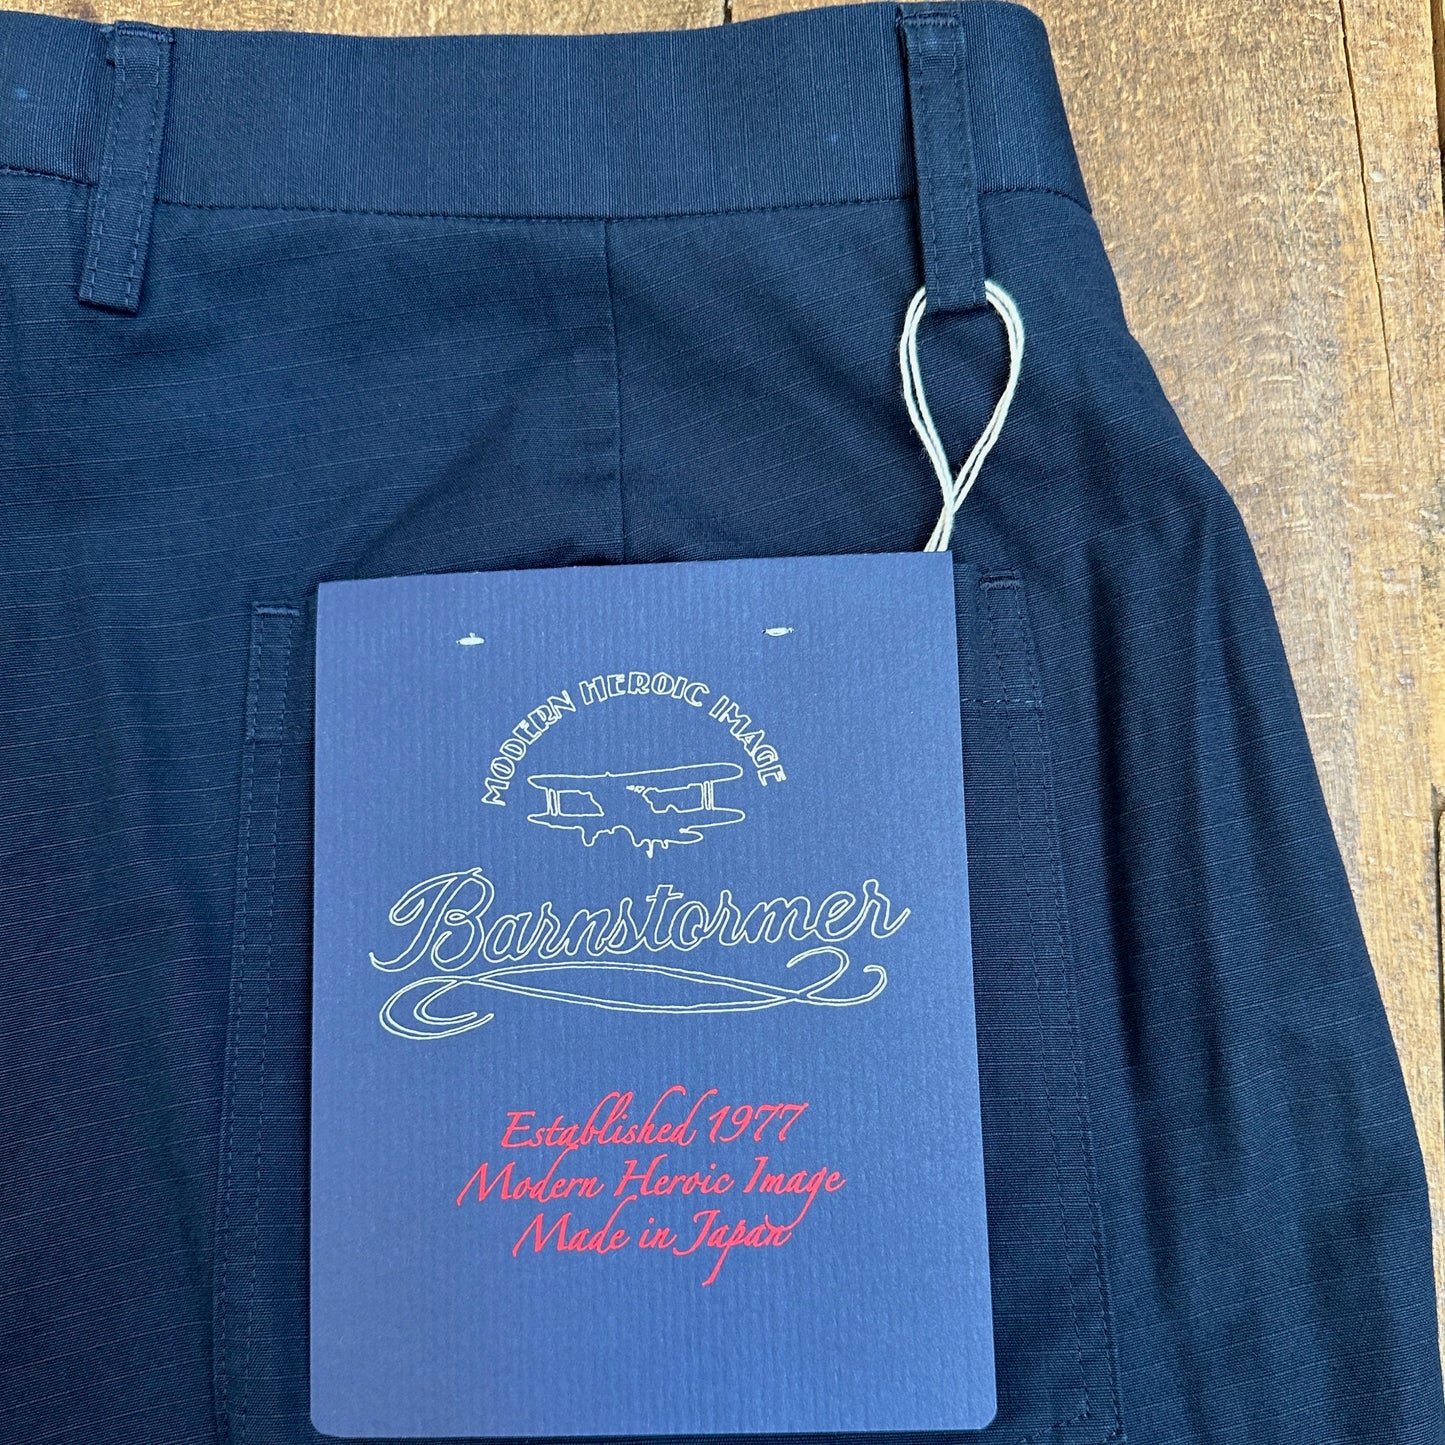 MODERN HEROIC IMAGE
Barnstormer
Established 1977
Modern Heroic Image
Made in Japan